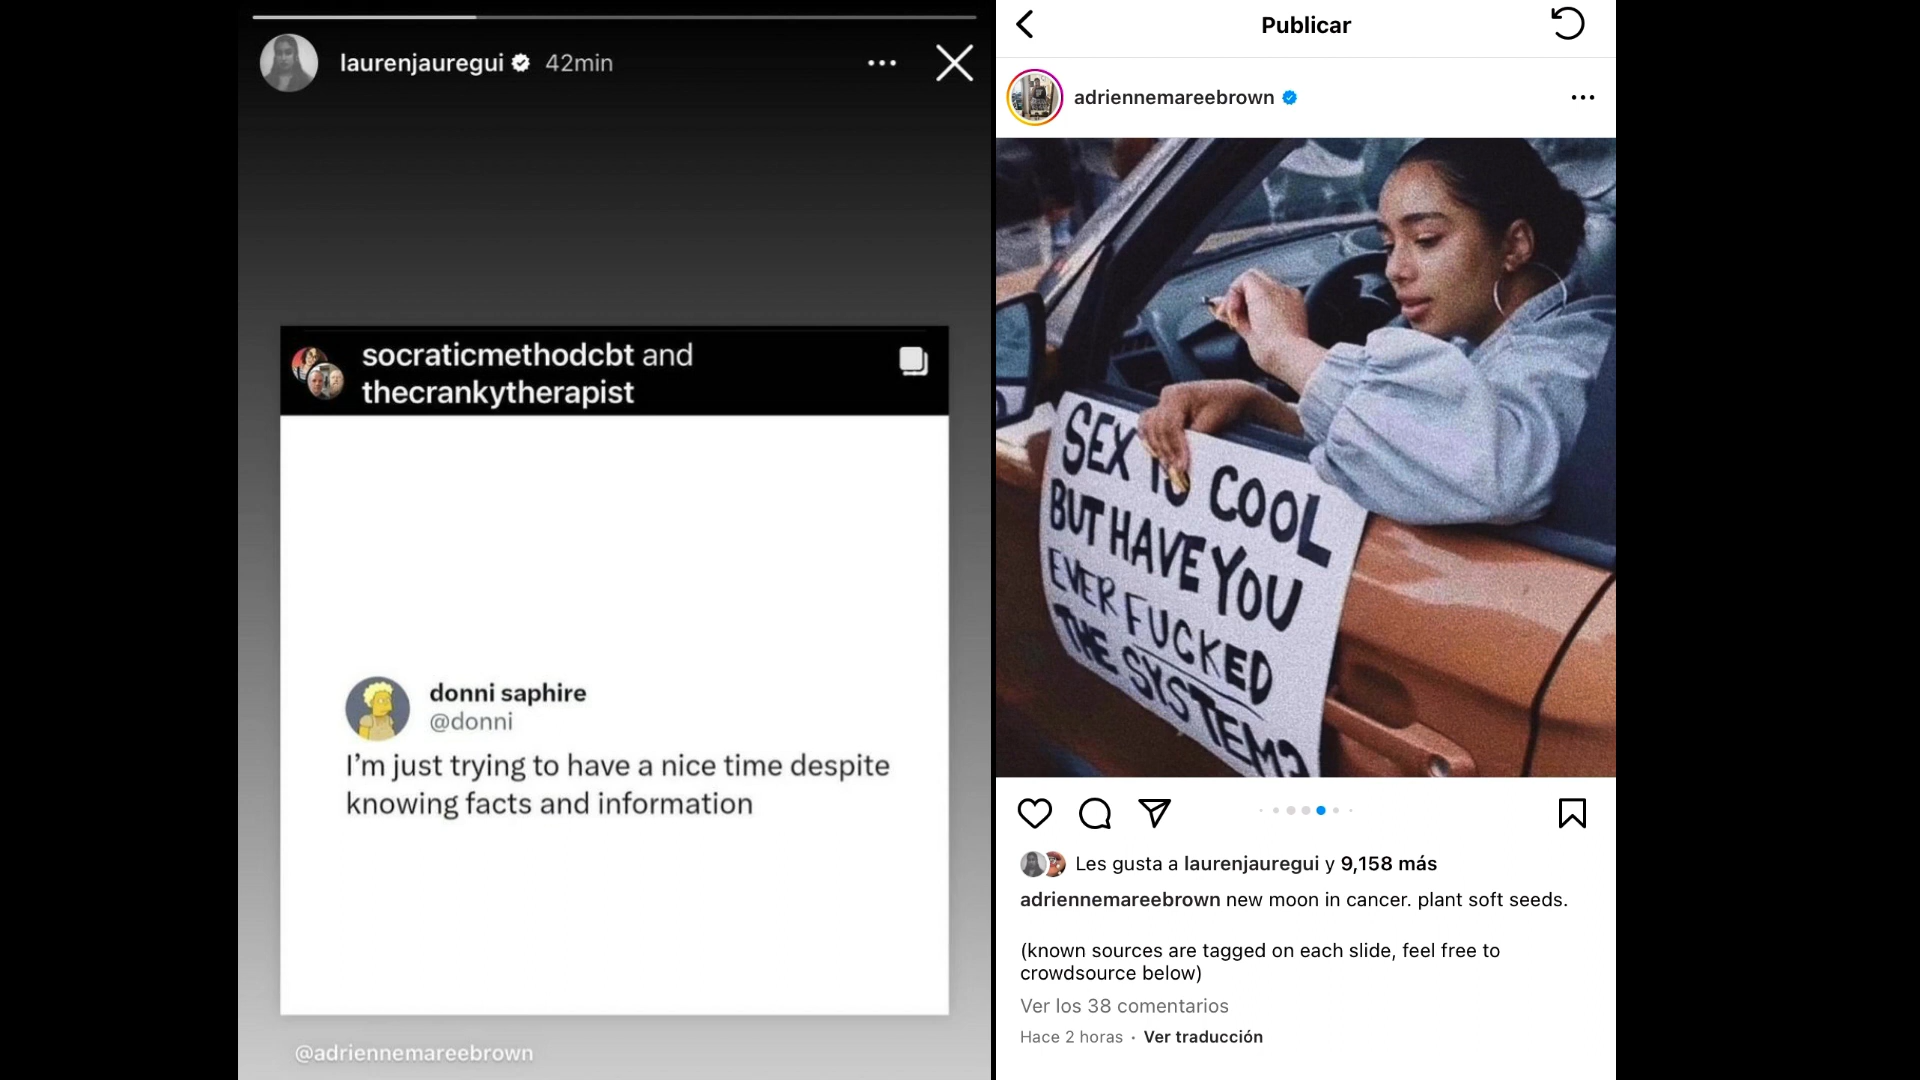 laurenjauregui 42min
socraticmethodcbt and
thecrankytherapist
donni saphire
@donni
I'm just trying to have a nice time despite
knowing facts and information
@adriennemareebrown
Publicar
adriennemareebrown
SEX IS COOL
BUT HAVE YOU
EVER FUCKED
THE SYSTEM?
Les gusta a laurenjauregui y 9,158 más
adriennemareebrown new moon in cancer. plant soft seeds.
(known sources are tagged on each slide, feel free to
crowdsource below)
Ver los 38 comentarios
Hace 2 horas · Ver traducción